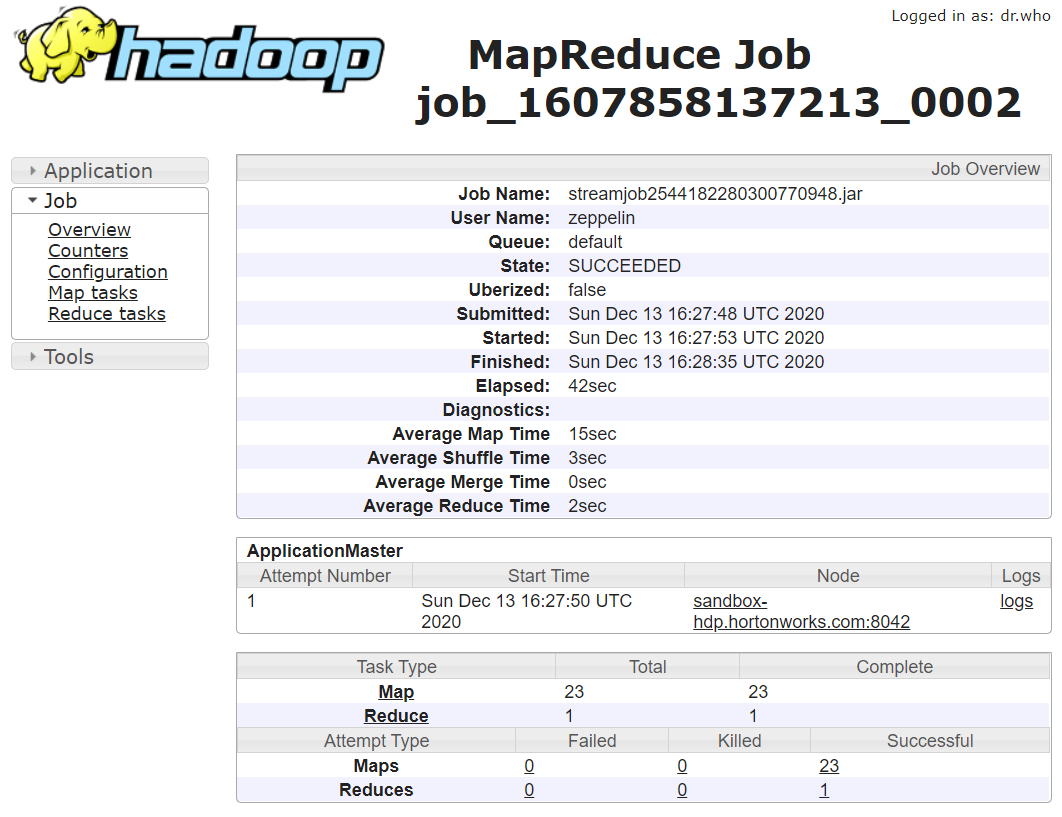 Logged in as: dr.who
hadoop
MapReduce Job
job_1607858137213_0002
Application
Job
Overview
Counters
Configuration
Map tasks
Reduce tasks
Tools
Job Overview
Job Name: streamjob2544182280300770948.jar
User Name: zeppelin
Queue: default
State: SUCCEEDED
Uberized: false
Submitted: Sun Dec 13 16:27:48 UTC 2020
Started: Sun Dec 13 16:27:53 UTC 2020
Finished: Sun Dec 13 16:28:35 UTC 2020
Elapsed: 42sec
Diagnostics:
Average Map Time 15sec
Average Shuffle Time 3sec
Average Merge Time 0sec
Average Reduce Time 2sec
ApplicationMaster
Attempt Number Start Time Node Logs
1 Sun Dec 13 16:27:50 UTC sandbox- logs
2020 hdp.hortonworks.com:8042
Task Type Total Complete
Map 23 23
Reduce 1 1
Attempt Type Failed Killed Successful
Maps 0 0 23
Reduces 0 0 1